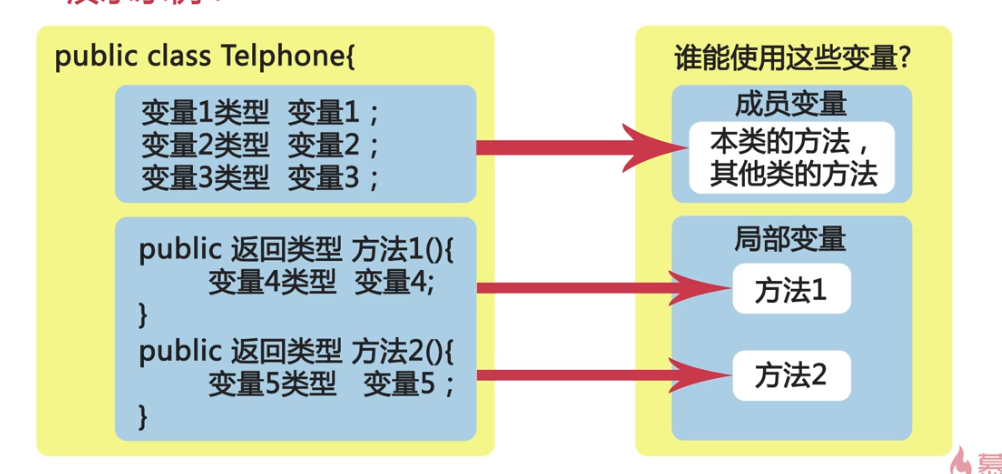 public class Telphone{
变量1类型 变量1；
变量2类型 变量2；
变量3类型 变量3；
public 返回类型 方法1(){
变量4类型 变量4;
}
public 返回类型 方法2(){
变量5类型 变量5；
}
谁能使用这些变量?
成员变量
本类的方法，
其他类的方法
局部变量
方法1
方法2